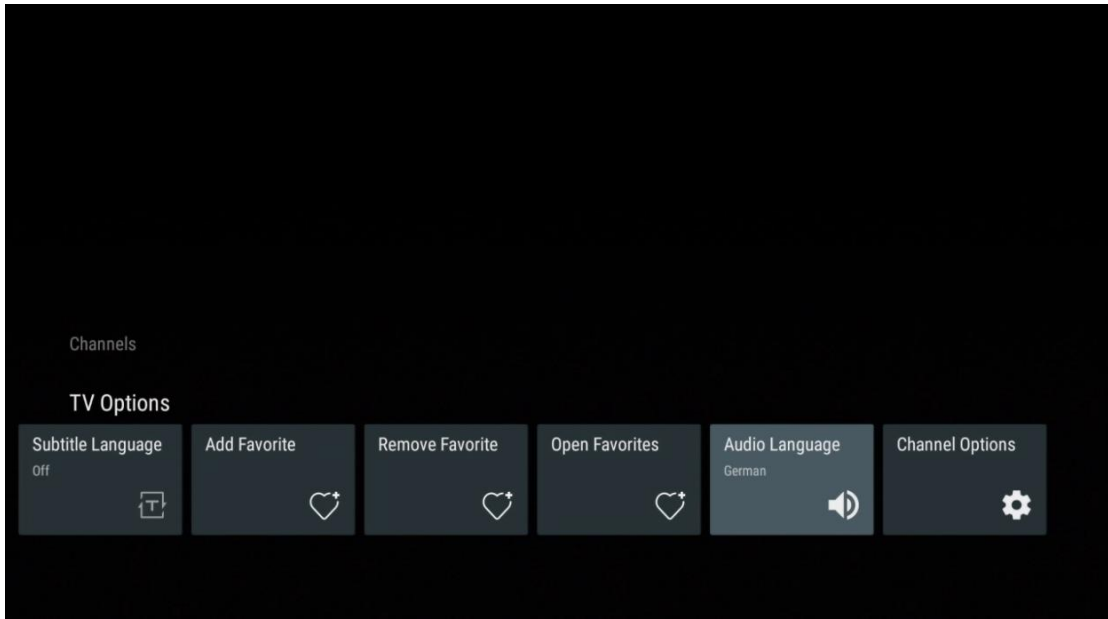 Channels
TV Options
Subtitle Language
Off
Add Favorite
Remove Favorite
Open Favorites
Audio Language
German
Channel Options